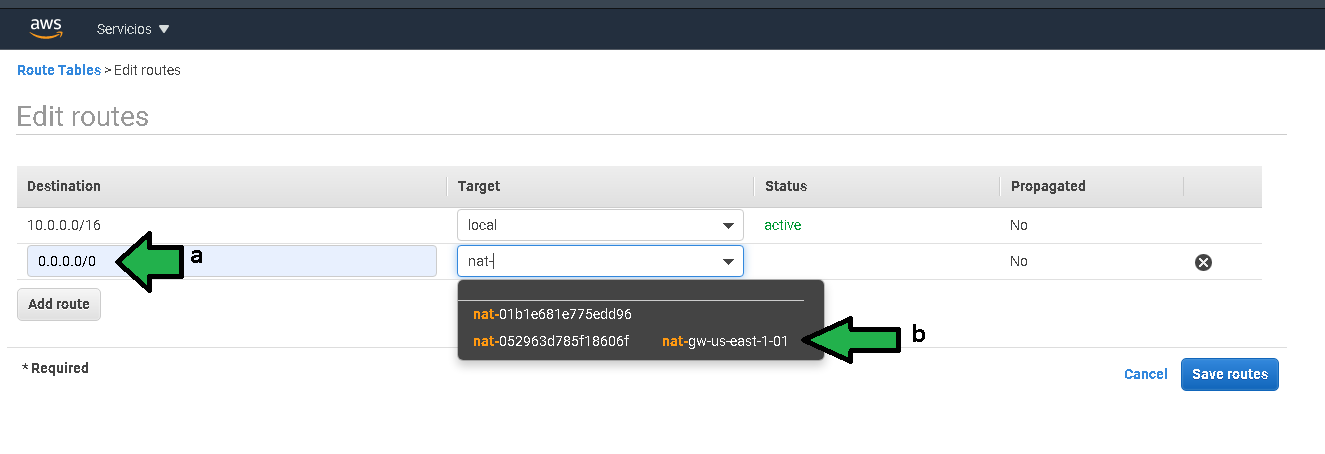 aws Servicios
Route Tables > Edit routes
Edit routes
Destination Target Status Propagated
10.0.0.0/16 local active No
0.0.0.0/0 a nat- No
Add route
nat-01b1e681e775edd96
nat-052963d785f18606f nat-gw-us-east-1-01 b
* Required
Cancel Save routes